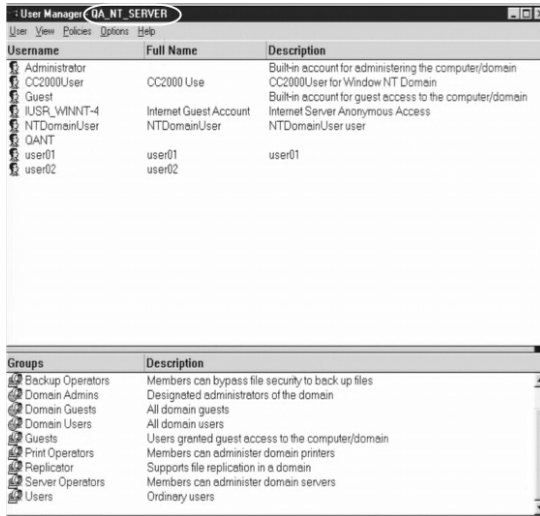 User Manager QA_NT_SERVER
User View Policies Options Help
Username Full Name Description
Administrator Built-in account for administering the computer/domain
CC2000User CC2000 Use CC2000User for Window NT Domain
Guest Built-in account for guest access to the computer/domain
IUSR_WINNT-4 Internet Guest Account Internet Server Anonymous Access
NTDomainUser NTDomainUser NTDomainUser user
QANT
user01 user01 user01
user02 user02
Groups Description
Backup Operators Members can bypass file security to back up files
Domain Admins Designated administrators of the domain
Domain Guests All domain guests
Domain Users All domain users
Guests Users granted guest access to the computer/domain
Print Operators Members can administer domain printers
Replicator Supports file replication in a domain
Server Operators Members can administer domain servers
Users Ordinary users